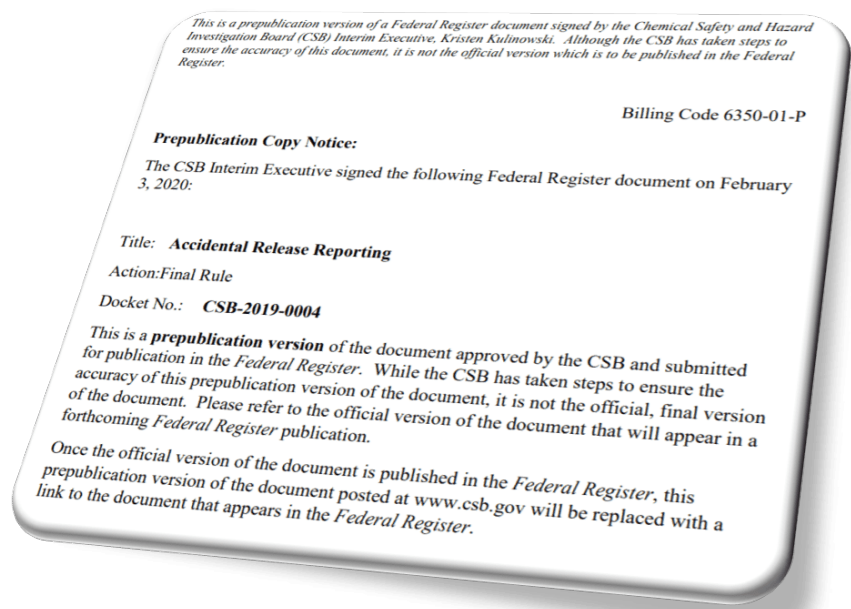 This is a prepublication version of a Federal Register document signed by the Chemical Safety and Hazard
Investigation Board (CSB) Interim Executive, Kristen Kulinowski.  Although the CSB has taken steps to
ensure the accuracy of this document, it is not the official version which is to be published in the Federal
Register.
Billing Code 6350-01-P
Prepublication Copy Notice:
The CSB Interim Executive signed the following Federal Register document on February
3, 2020:
Title:  Accidental Release Reporting
Action:Final Rule
Docket No.:  CSB-2019-0004
This is a prepublication version of the document approved by the CSB and submitted
for publication in the Federal Register.  While the CSB has taken steps to ensure the
accuracy of this prepublication version of the document, it is not the official, final version
of the document.  Please refer to the official version of the document that will appear in a
forthcoming Federal Register publication.
Once the official version of the document is published in the Federal Register, this
prepublication version of the document posted at www.csb.gov will be replaced with a
link to the document that appears in the Federal Register.